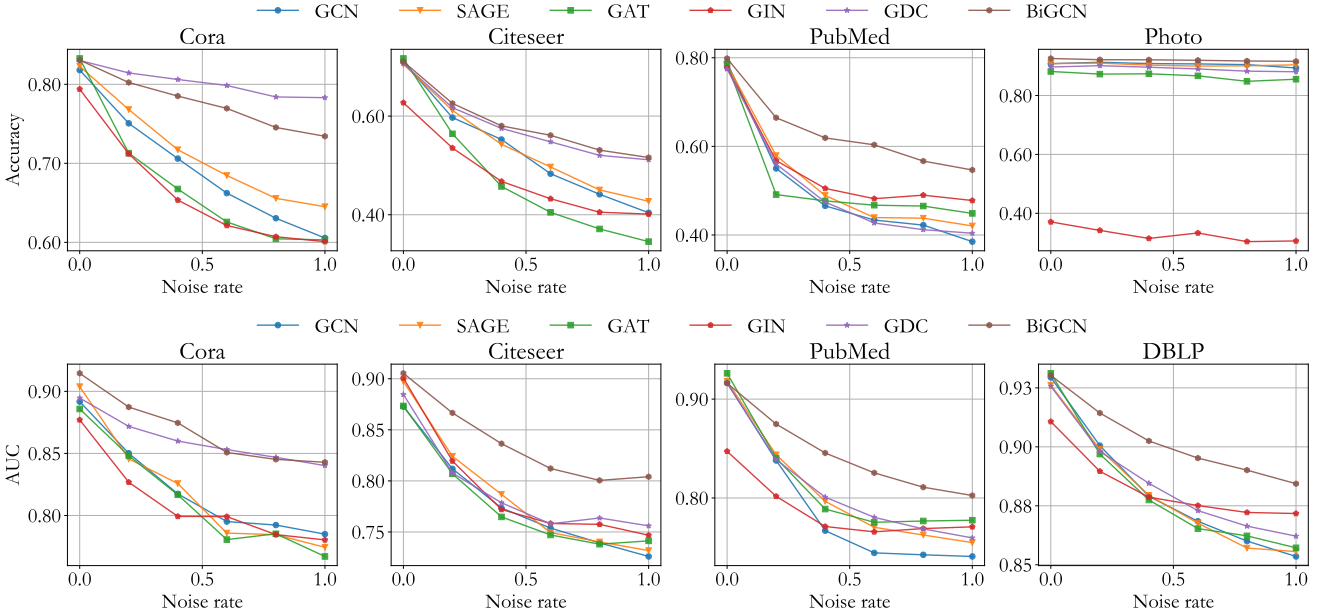 GCN SAGE GAT GIN GDC BiGCN
Cora Citeseer PubMed Photo
Accuracy
0.80
0.70
0.60
0.60
0.40
0.80
0.60
0.40
0.80
0.60
0.40
0.0 0.5 1.0 0.0 0.5 1.0 0.0 0.5 1.0 0.0 0.5 1.0
Noise rate Noise rate Noise rate Noise rate
GCN SAGE GAT GIN GDC BiGCN
Cora Citeseer PubMed DBLP
AUC
0.90
0.85
0.80
0.90
0.85
0.80
0.75
0.90
0.80
0.93
0.90
0.88
0.85
0.0 0.5 1.0 0.0 0.5 1.0 0.0 0.5 1.0 0.0 0.5 1.0
Noise rate Noise rate Noise rate Noise rate